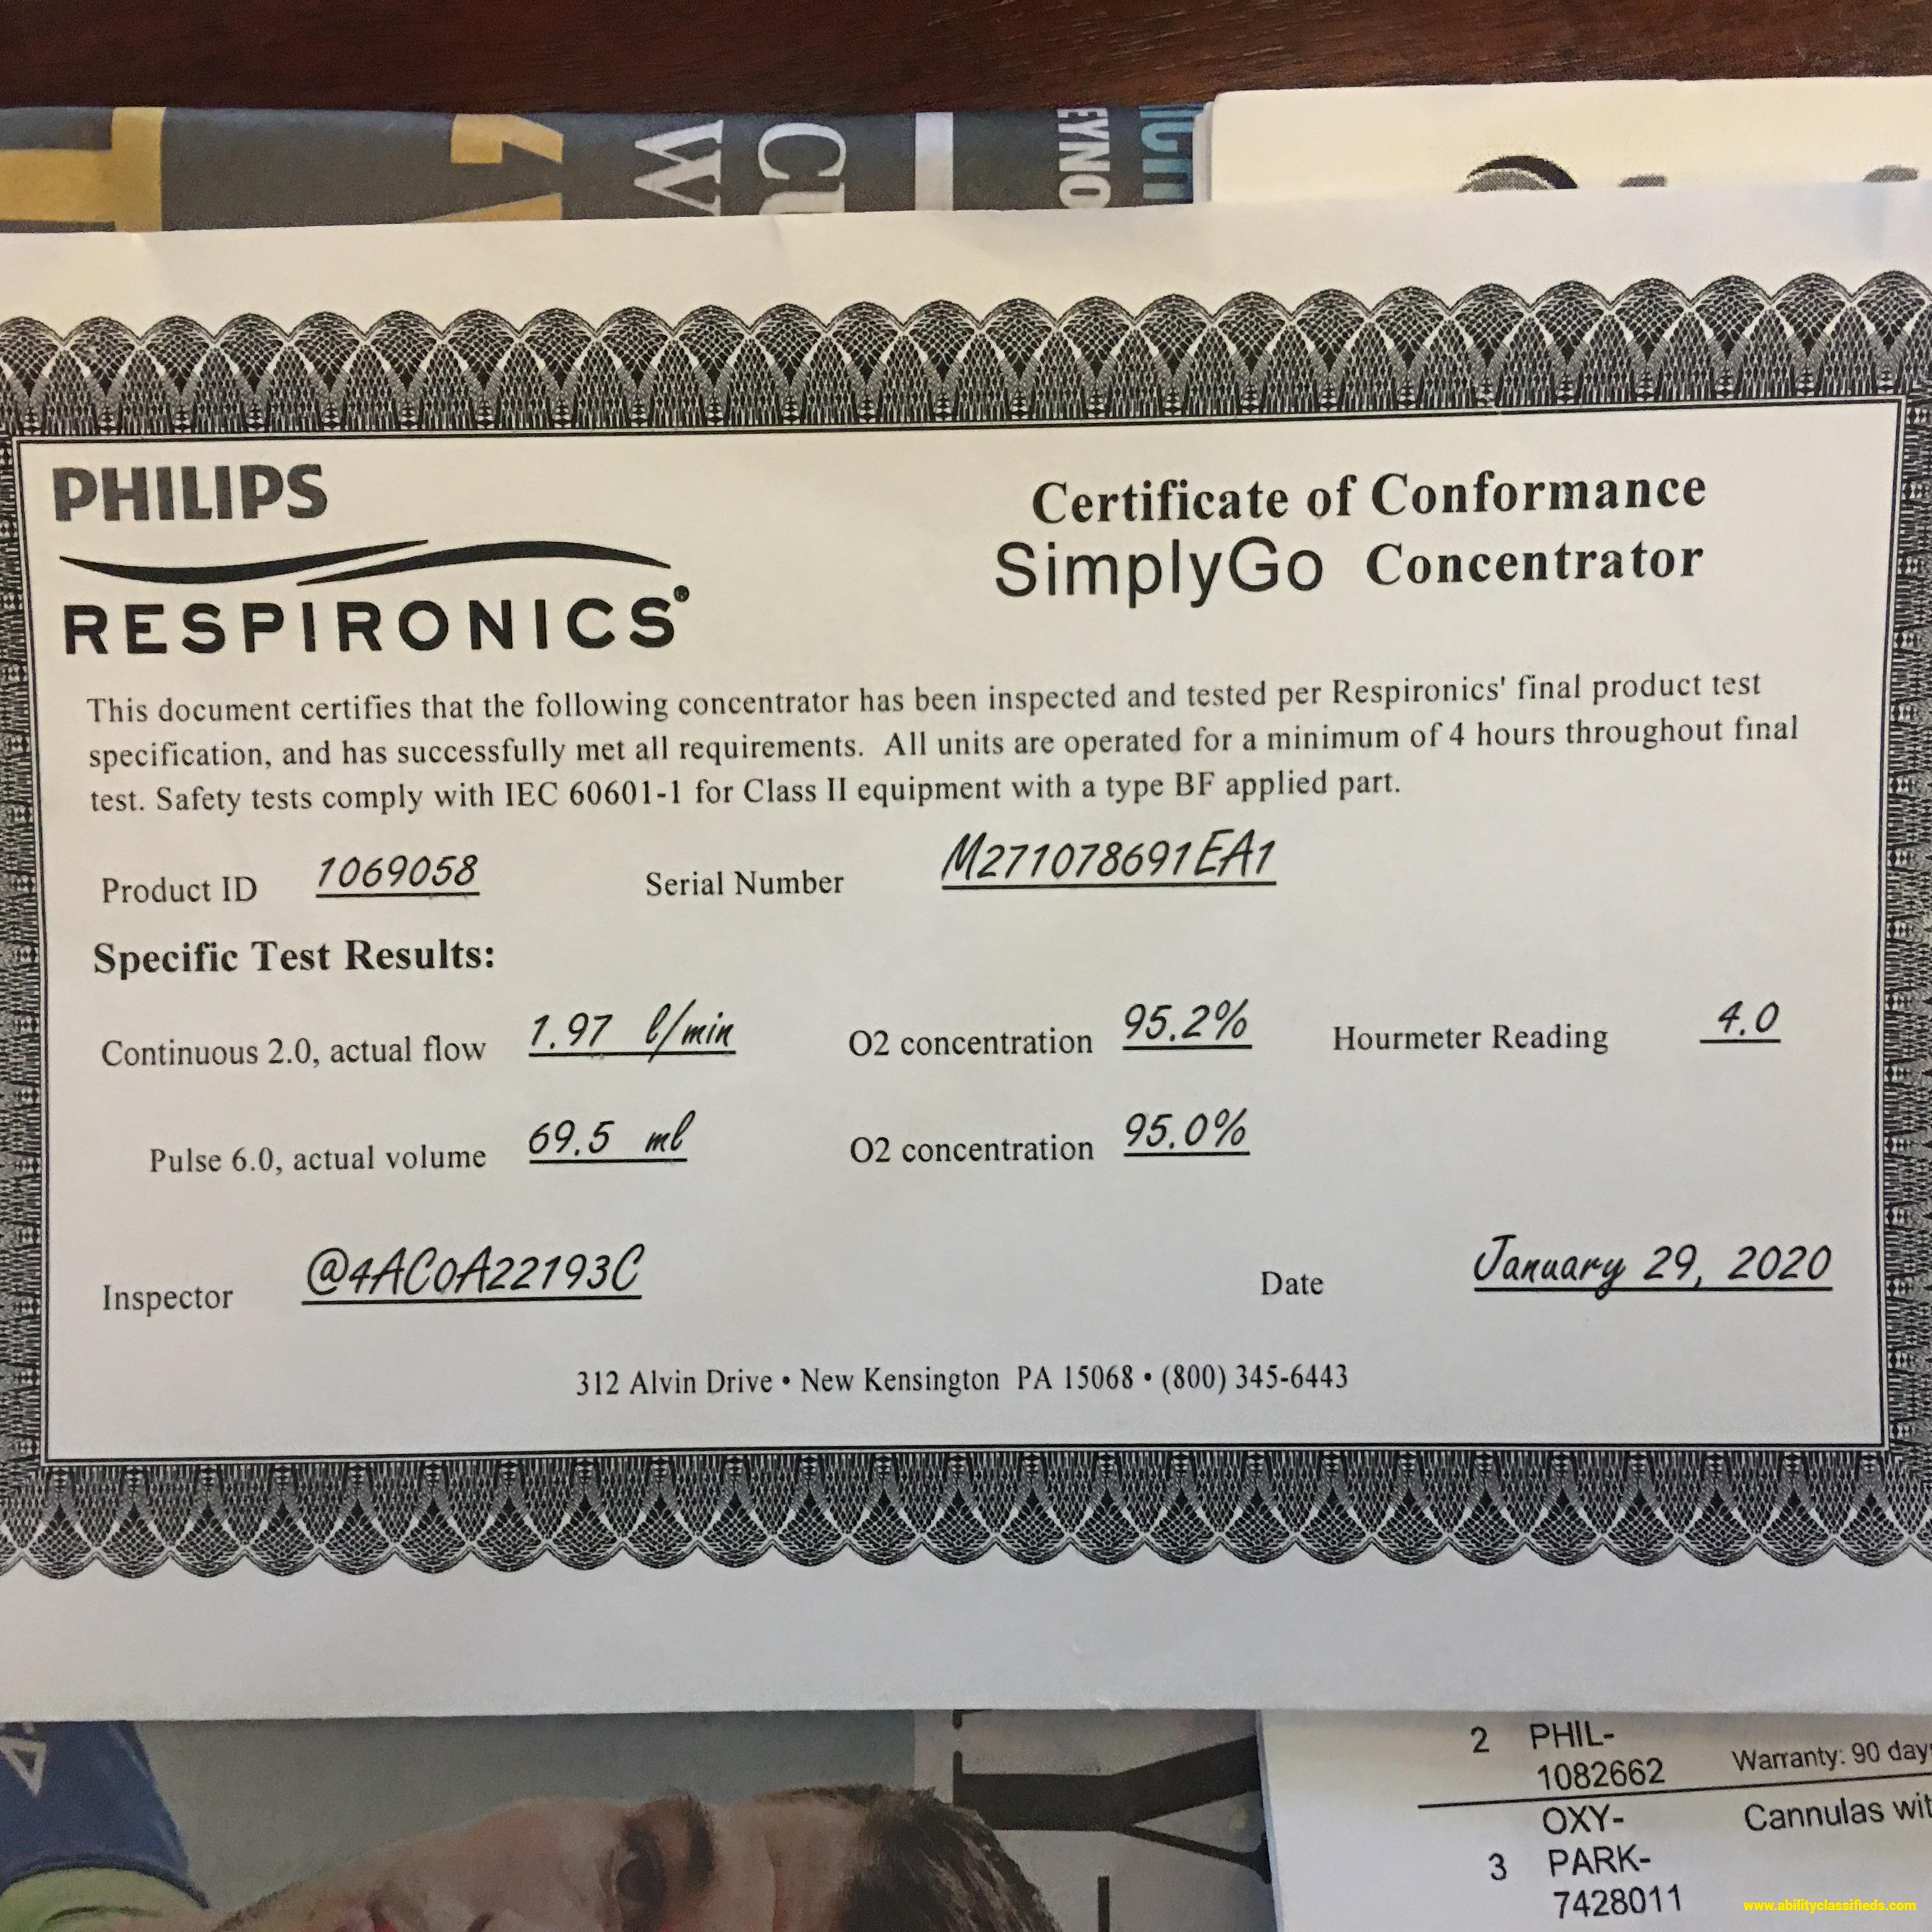 Cu
W
EYNO
PHILIPS
RESPIRONICS®
Certificate of Conformance
SimplyGo Concentrator
This document certifies that the following concentrator has been inspected and tested per Respironics' final product test
specification, and has successfully met all requirements. All units are operated for a minimum of 4 hours throughout final
test. Safety tests comply with IEC 60601-1 for Class II equipment with a type BF applied part.
Product ID 1069058 Serial Number M271078691EA1
Specific Test Results:
Continuous 2.0, actual flow 1.97 l/min O2 concentration 95.2% Hourmeter Reading 4.0
Pulse 6.0, actual volume 69.5 ml O2 concentration 95.0%
Inspector @4AC0A22193C Date January 29, 2020
312 Alvin Drive • New Kensington PA 15068 • (800) 345-6443
2 PHIL-
1082662 Warranty: 90 day
OXY-
Cannulas wit
3 PARK-
7428011
www.abilityclassifieds.com